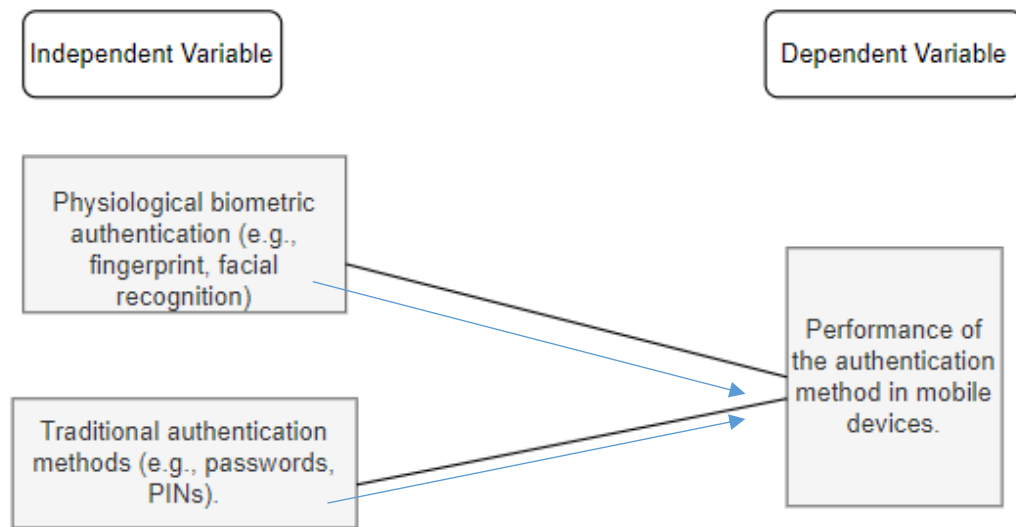 Independent Variable
Dependent Variable
Physiological biometric
authentication (e.g.,
fingerprint, facial
recognition)
Performance of
the authentication
method in mobile
devices.
Traditional authentication
methods (e.g., passwords,
PINs).